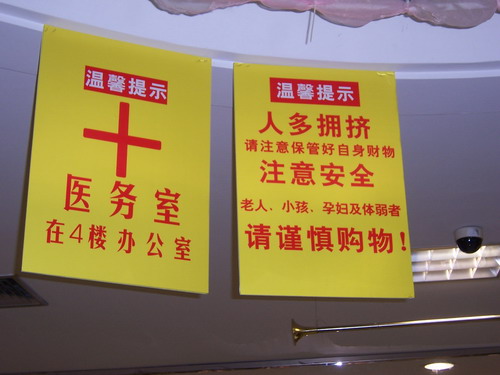 温馨提示
医务室
在4楼办公室
温馨提示
人多拥挤
请注意保管好自身财物
注意安全
老人、小孩、孕妇及体弱者
请谨慎购物!